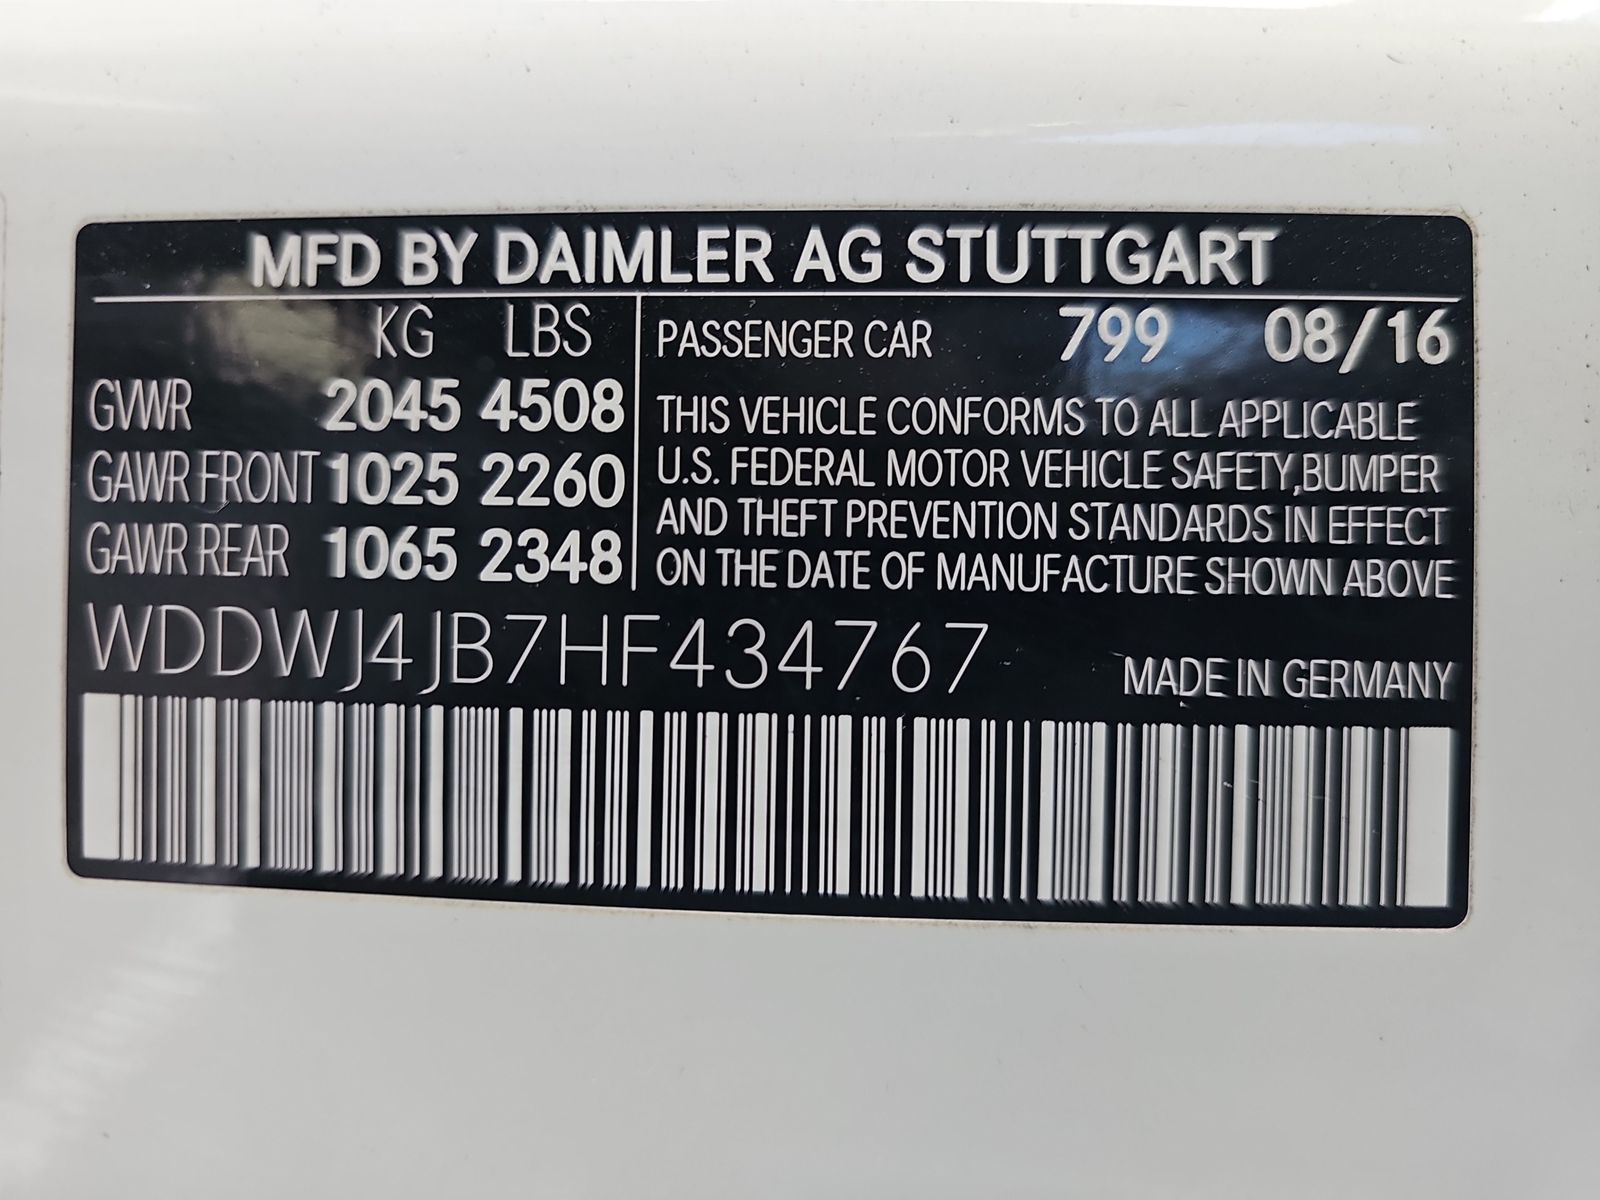 MFD BY DAIMLER AG STUTTGART
KG LBS
GVWR 2045 4508
GAWR FRONT 1025 2260
GAWR REAR 1065 2348
PASSENGER CAR 799 08/16
THIS VEHICLE CONFORMS TO ALL APPLICABLE
U.S. FEDERAL MOTOR VEHICLE SAFETY,BUMPER
AND THEFT PREVENTION STANDARDS IN EFFECT
ON THE DATE OF MANUFACTURE SHOWN ABOVE
WDDWJ4JB7HF434767
MADE IN GERMANY